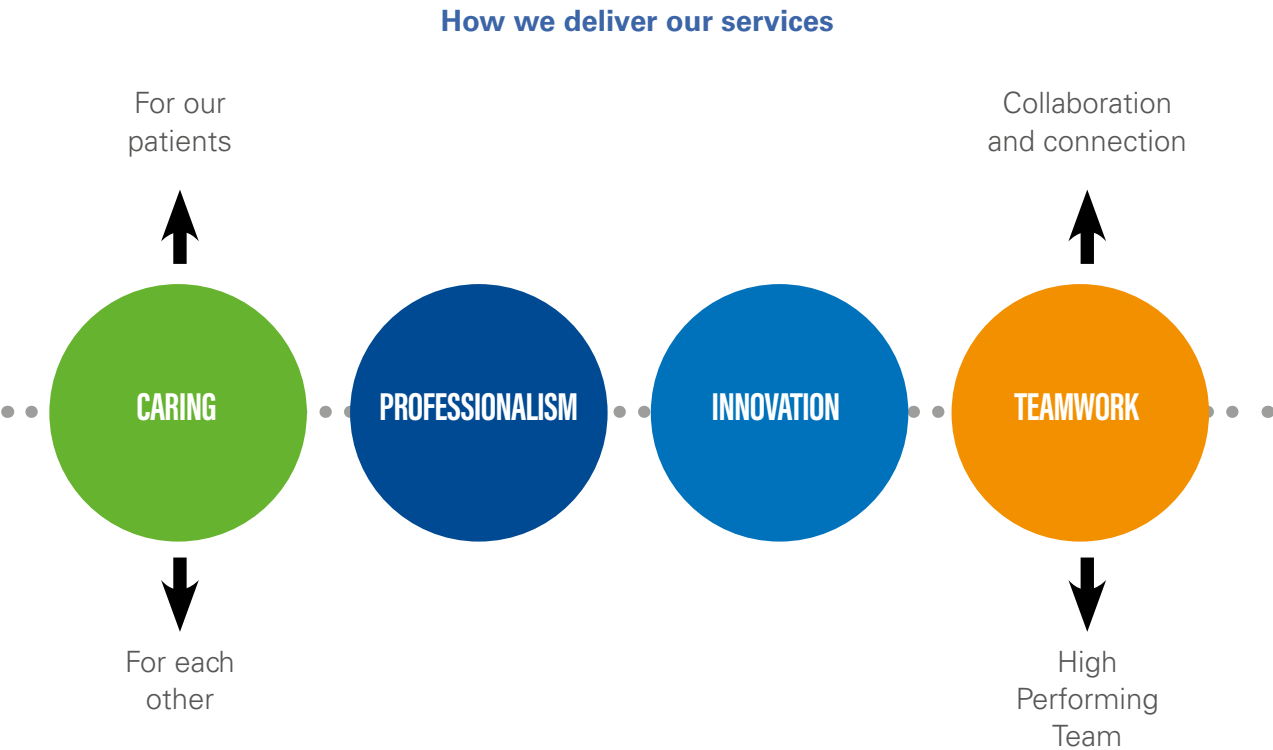 How we deliver our services
For our
patients
Collaboration
and connection
CARING
PROFESSIONALISM
INNOVATION
TEAMWORK
For each
other
High
Performing
Team